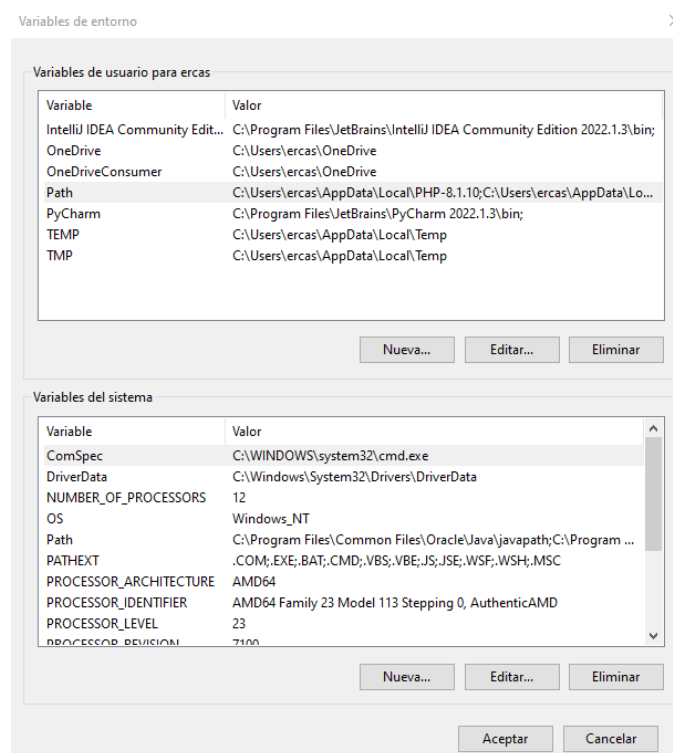 Variables de entorno
Variables de usuario para ercas
Variable Valor
IntelliJ IDEA Community Edit... C:\Program Files\JetBrains\IntelliJ IDEA Community Edition 2022.1.3\bin;
OneDrive C:\Users\ercas\OneDrive
OneDriveConsumer C:\Users\ercas\OneDrive
Path C:\Users\ercas\AppData\Local\PHP-8.1.10;C:\Users\ercas\AppData\Lo...
PyCharm C:\Program Files\JetBrains\PyCharm 2022.1.3\bin;
TEMP C:\Users\ercas\AppData\Local\Temp
TMP C:\Users\ercas\AppData\Local\Temp
Nueva... Editar... Eliminar
Variables del sistema
Variable Valor
ComSpec C:\WINDOWS\system32\cmd.exe
DriverData C:\Windows\System32\Drivers\DriverData
NUMBER_OF_PROCESSORS 12
OS Windows_NT
Path C:\Program Files\Common Files\Oracle\Java\javapath;C:\Program ...
PATHEXT .COM;.EXE;.BAT;.CMD;.VBS;.VBE;.JS;.JSE;.WSF;.WSH;.MSC
PROCESSOR_ARCHITECTURE AMD64
PROCESSOR_IDENTIFIER AMD64 Family 23 Model 113 Stepping 0, AuthenticAMD
PROCESSOR_LEVEL 23
PROCESSOR_REVISION 7100
Nueva... Editar... Eliminar
Aceptar Cancelar